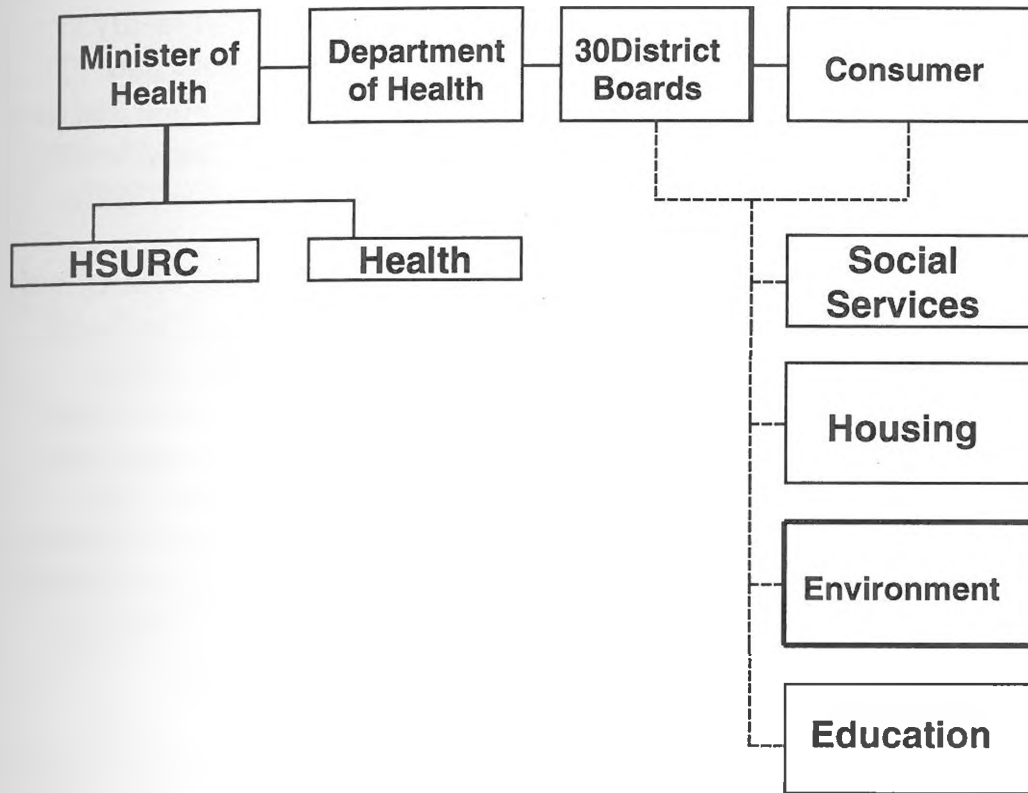 Minister of
Health
Department
of Health
30District
Boards
Consumer
HSURC
Health
Social
Services
Housing
Environment
Education